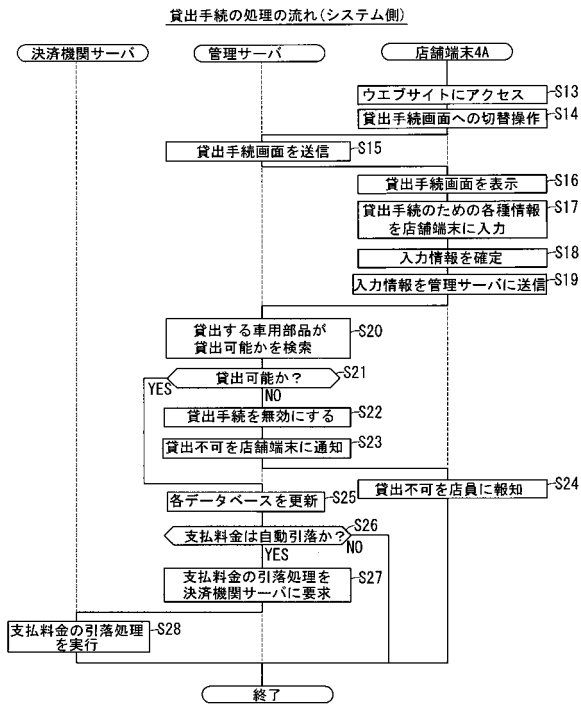 貸出手続の処理の流れ(システム側)
決済機関サーバ
管理サーバ
店舗端末4A
ウエブサイトにアクセス
S13
貸出手続画面への切替操作
S14
貸出手続画面を送信
S15
貸出手続画面を表示
S16
貸出手続のための各種情報
を店舗端末に入力
S17
入力情報を確定
S18
入力情報を管理サーバに送信
S19
貸出する車用部品が
貸出可能かを検索
S20
貸出可能か？
S21
YES
NO
貸出手続を無効にする
S22
貸出不可を店舗端末に通知
S23
貸出不可を店員に報知
S24
各データベースを更新
S25
支払料金は自動引落か？
S26
YES
NO
支払料金の引落処理を
決済機関サーバに要求
S27
支払料金の引落処理
を実行
S28
終了